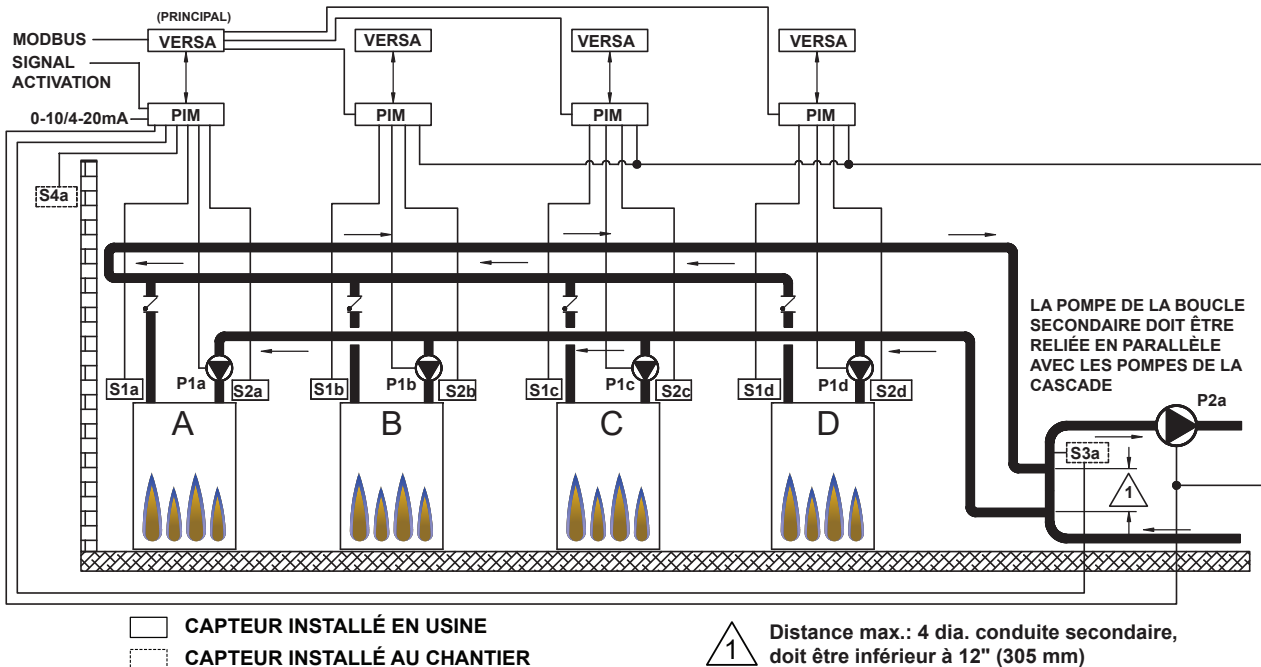 (PRINCIPAL)
MODBUS
VERSA
VERSA
VERSA
VERSA
SIGNAL
ACTIVATION
0-10/4-20mA
PIM
PIM
PIM
PIM
S4a
LA POMPE DE LA BOUCLE
SECONDAIRE DOIT ÊTRE
RELIÉE EN PARALLÈLE
AVEC LES POMPES DE LA
CASCADE
S1a
P1a
S2a
S1b
P1b
S2b
S1c
P1c
S2c
S1d
P1d
S2d
P2a
A
B
C
D
S3a
1
CAPTEUR INSTALLÉ EN USINE
CAPTEUR INSTALLÉ AU CHANTIER
1
Distance max.: 4 dia. conduite secondaire,
doit être inférieur à 12" (305 mm)